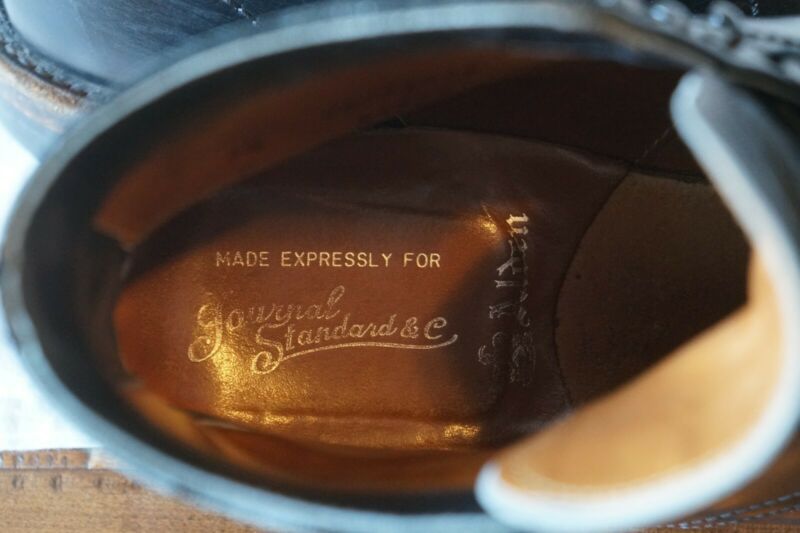 MADE EXPRESSLY FOR
Journal
Standard & C
Alden